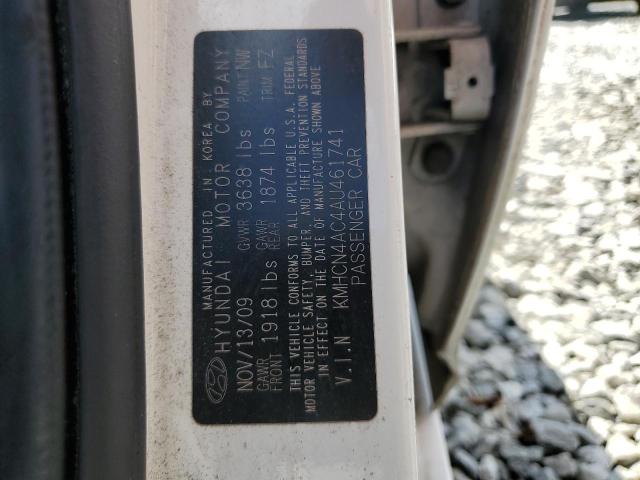 MANUFACTURED IN KOREA BY
HYUNDAI MOTOR COMPANY
NOV/13/09 GVWR 3638 lbs PAINT NW
GAWR FRONT 1918 lbs GAWR REAR 1874 lbs TRIM FZ
THIS VEHICLE CONFORMS TO ALL APPLICABLE U.S.A. FEDERAL
MOTOR VEHICLE SAFETY, BUMPER, AND THEFT PREVENTION STANDARDS
IN EFFECT ON THE DATE OF MANUFACTURE SHOWN ABOVE
V.I.N KMHCN4AC4AU461741
PASSENGER CAR